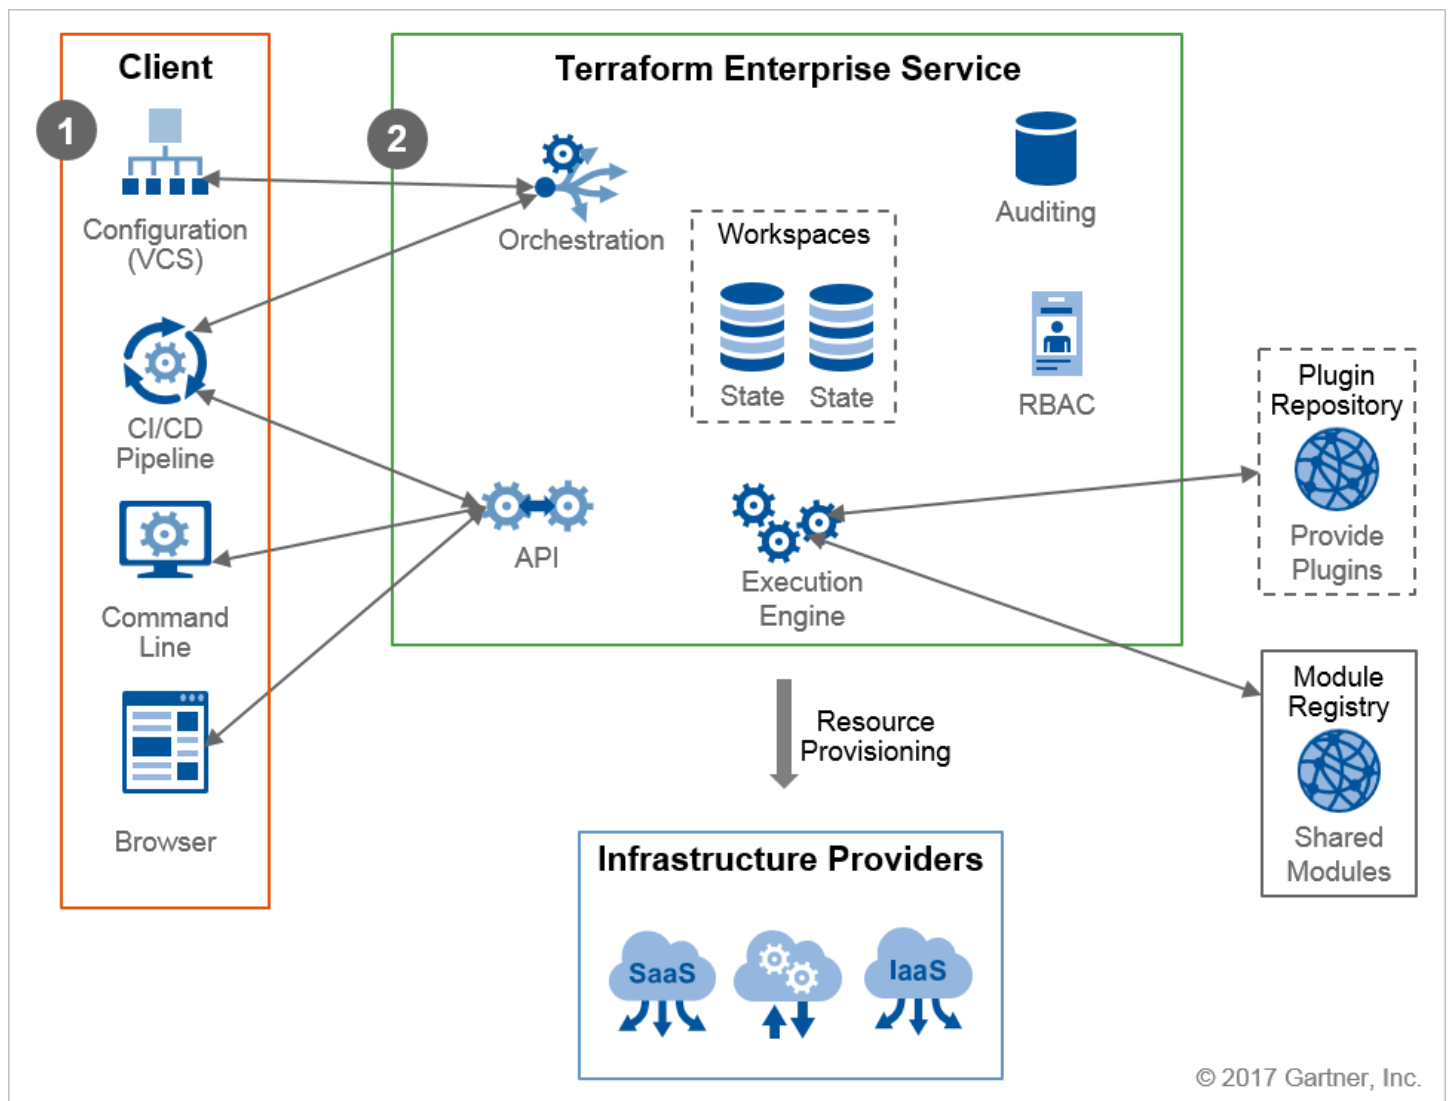 Client
1
Configuration
(VCS)
CI/CD
Pipeline
Command
Line
Browser
Terraform Enterprise Service
2
Orchestration
Workspaces
State
State
Auditing
RBAC
API
Execution
Engine
Plugin
Repository
Provide
Plugins
Module
Registry
Shared
Modules
Resource
Provisioning
Infrastructure Providers
SaaS
IaaS
© 2017 Gartner, Inc.